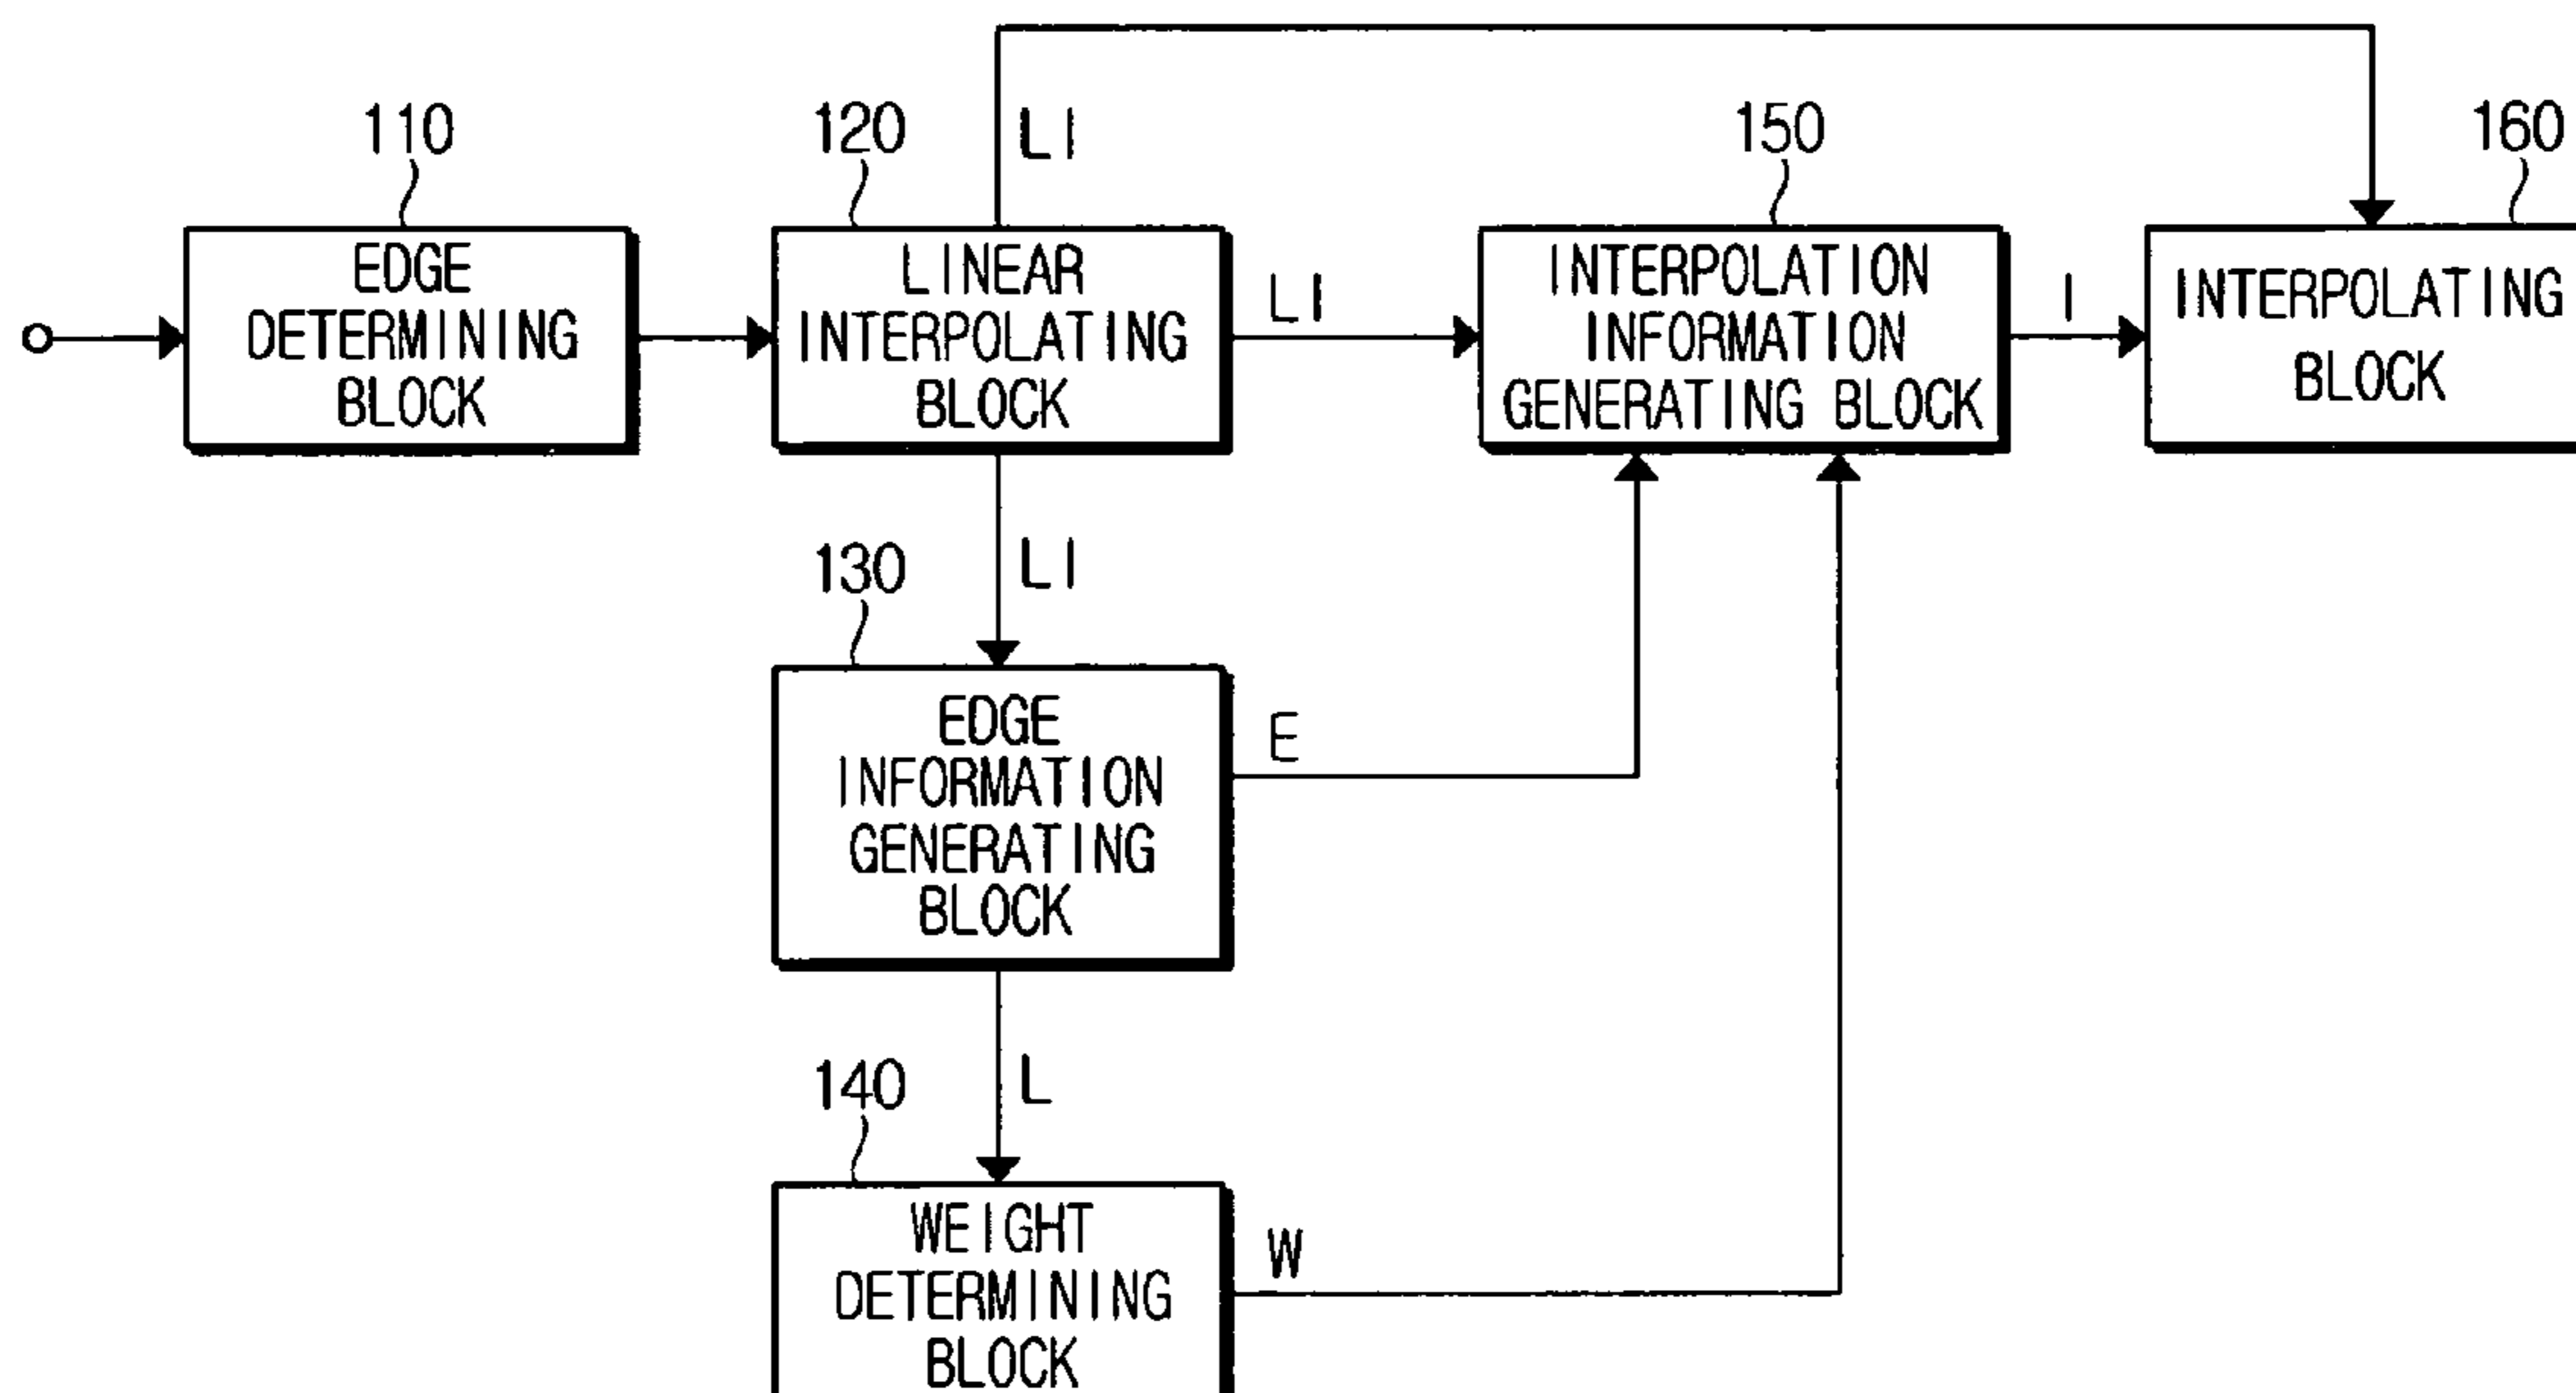 110
120
LI
150
160
EDGE
DETERMINING
BLOCK
LINEAR
INTERPOLATING
BLOCK
LI
INTERPOLATION
INFORMATION
GENERATING BLOCK
I
INTERPOLATING
BLOCK
130
LI
EDGE
INFORMATION
GENERATING
BLOCK
E
140
L
WEIGHT
DETERMINING
BLOCK
W